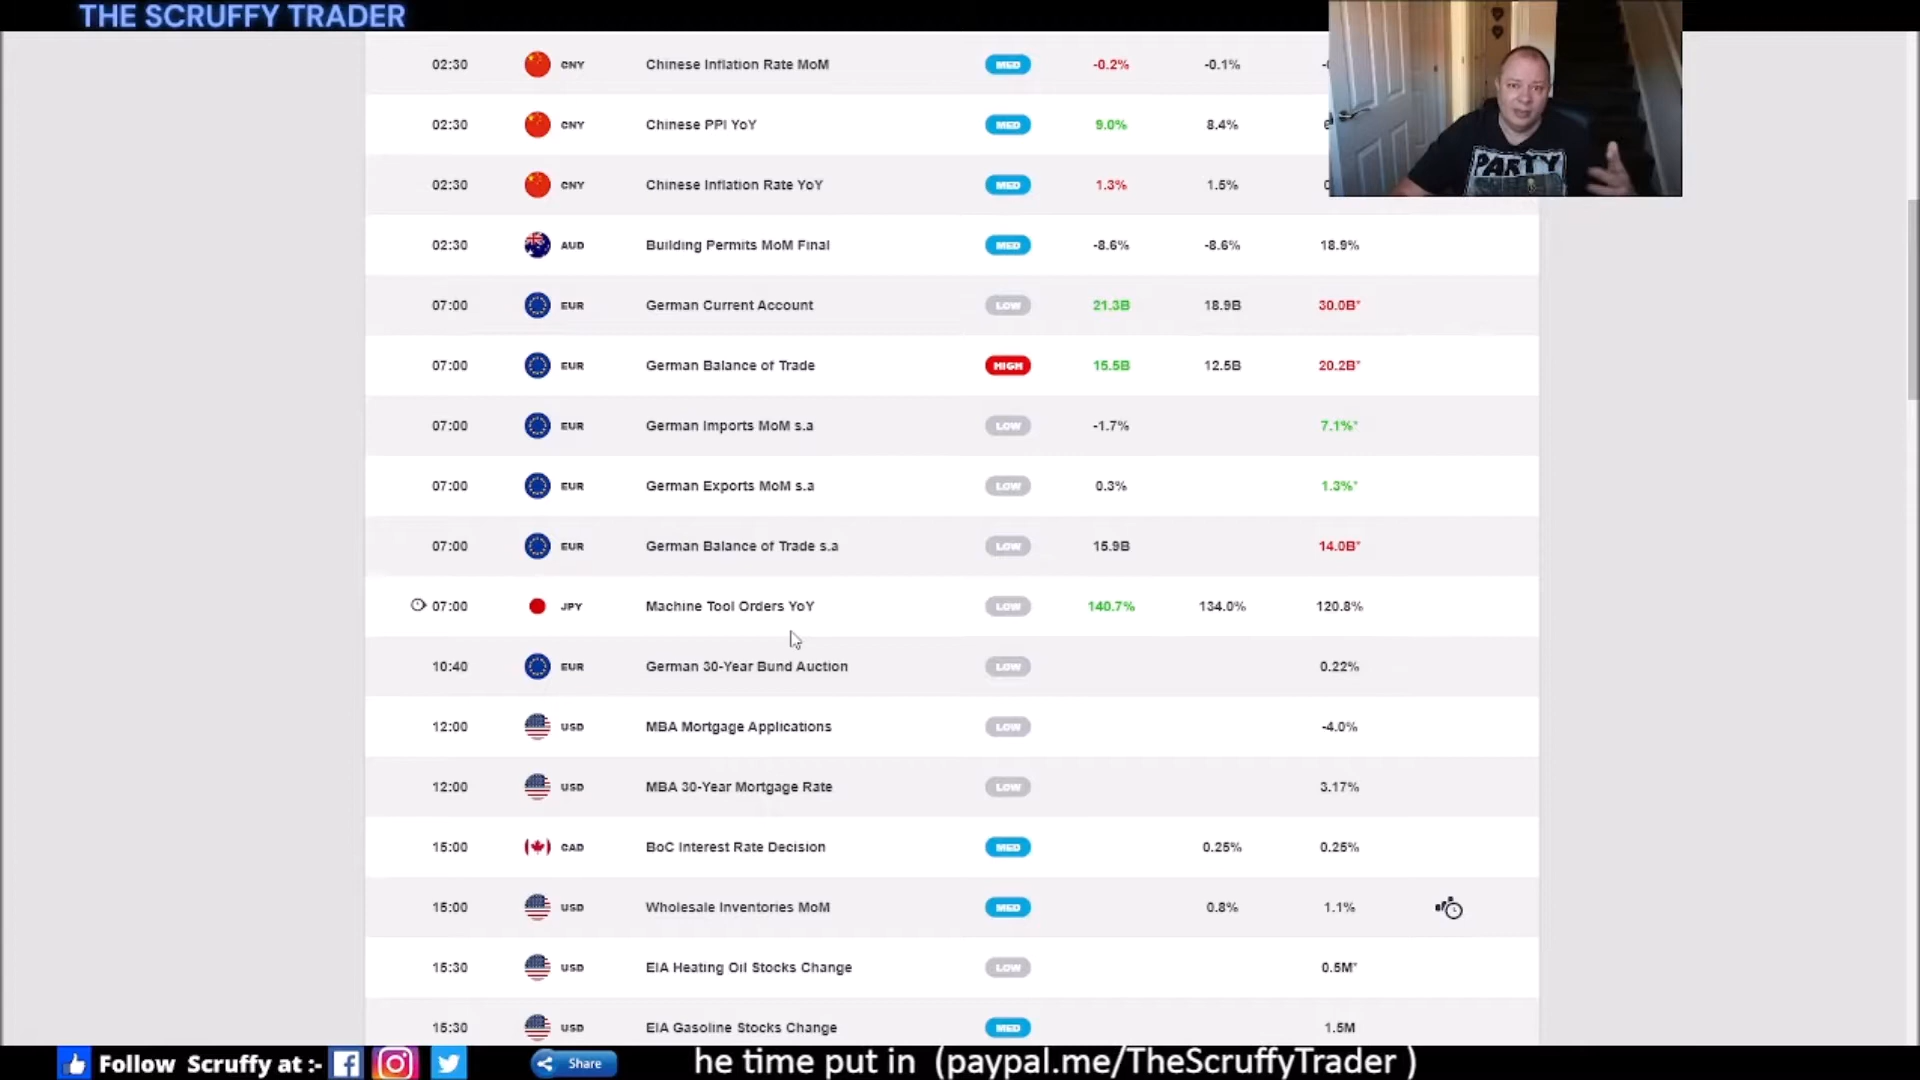 THE SCRUFFY TRADER
02:30 CNY Chinese Inflation Rate MoM MED -0.2% -0.1%
PARTY
02:30 CNY Chinese PPI YoY MED 9.0% 8.4%
02:30 CNY Chinese Inflation Rate YoY MED 1.3% 1.5%
02:30 AUD Building Permits MoM Final MED -8.6% -8.6% 18.9%
07:00 EUR German Current Account LOW 21.3B 18.9B 30.0B*
07:00 EUR German Balance of Trade HIGH 15.5B 12.5B 20.2B*
07:00 EUR German Imports MoM s.a LOW -1.7% 7.1%*
07:00 EUR German Exports MoM s.a LOW 0.3% 1.3%*
07:00 EUR German Balance of Trade s.a LOW 15.9B 14.0B*
07:00 JPY Machine Tool Orders YoY LOW 140.7% 134.0% 120.8%
10:40 EUR German 30-Year Bund Auction LOW 0.22%
12:00 USD MBA Mortgage Applications LOW -4.0%
12:00 USD MBA 30-Year Mortgage Rate LOW 3.17%
15:00 CAD BoC Interest Rate Decision MED 0.25% 0.25%
15:00 USD Wholesale Inventories MoM MED 0.8% 1.1%
15:30 USD EIA Heating Oil Stocks Change LOW 0.5M*
15:30 USD EIA Gasoline Stocks Change MED 1.5M
Follow Scruffy at :- Share he time put in (paypal.me/TheScruffyTrader )